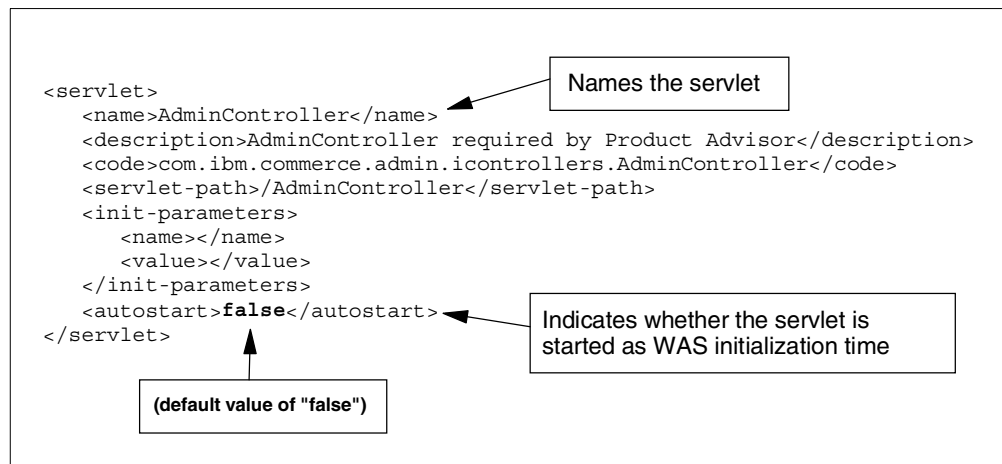 Names the servlet
<servlet>
<name>AdminController</name>
<description>AdminController required by Product Advisor</description>
<code>com.ibm.commerce.admin.icontrollers.AdminController</code>
<servlet-path>/AdminController</servlet-path>
<init-parameters>
<name></name>
<value></value>
</init-parameters>
<autostart>false</autostart>
</servlet>
Indicates whether the servlet is
started as WAS initialization time
(default value of "false")